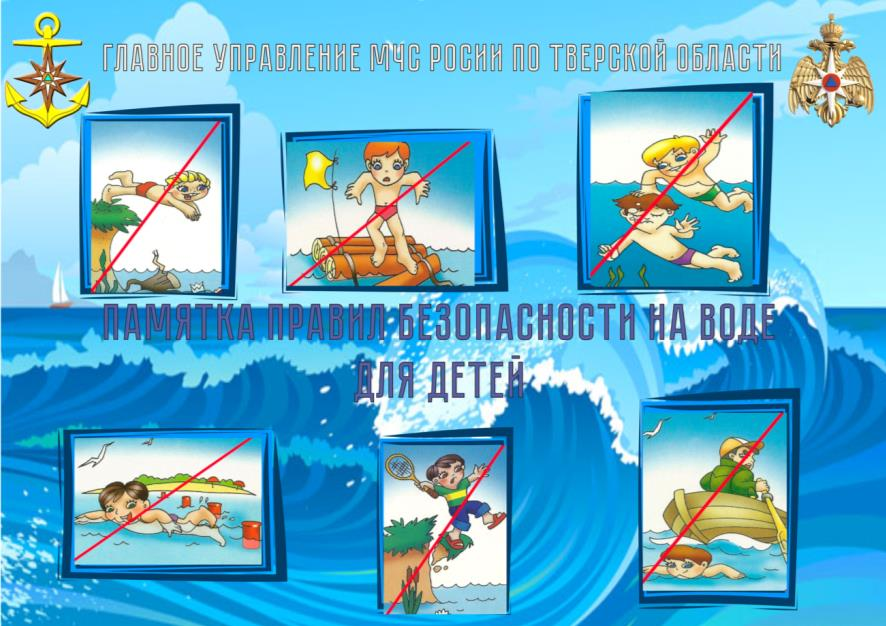 ГЛАВНОЕ УПРАВЛЕНИЕ МЧС РОСИИ ПО ТВЕРСКОЙ ОБЛАСТИ
ПАМЯТКА ПРАВИЛ БЕЗОПАСНОСТИ НА ВОДЕ
ДЛЯ ДЕТЕЙ